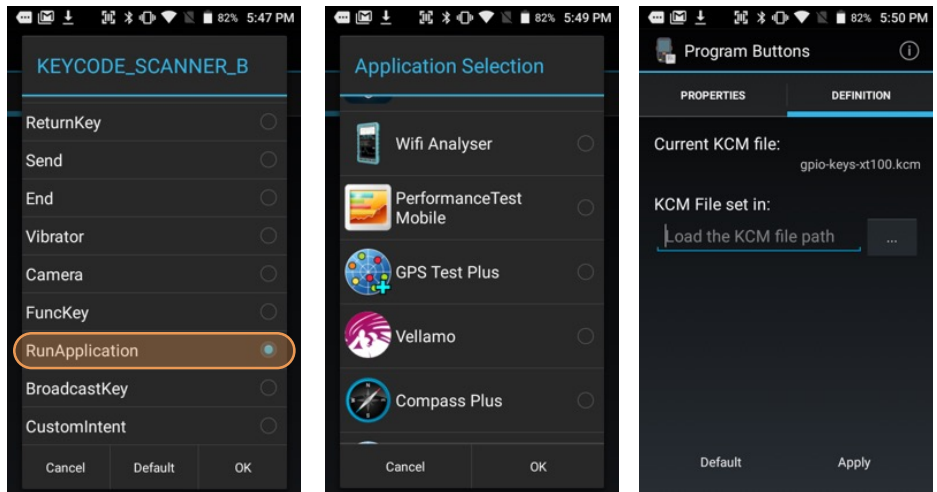 82% 5:47 PM
KEYCODE_SCANNER_B
ReturnKey
Send
End
Vibrator
Camera
FuncKey
RunApplication
BroadcastKey
CustomIntent
Cancel Default OK
82% 5:49 PM
Application Selection
Wifi Analyser
PerformanceTest
Mobile
GPS Test Plus
Vellamo
Compass Plus
Cancel OK
82% 5:50 PM
Program Buttons
PROPERTIES DEFINITION
Current KCM file:
gpio-keys-xt100.kcm
KCM File set in:
Load the KCM file path ...
Default Apply